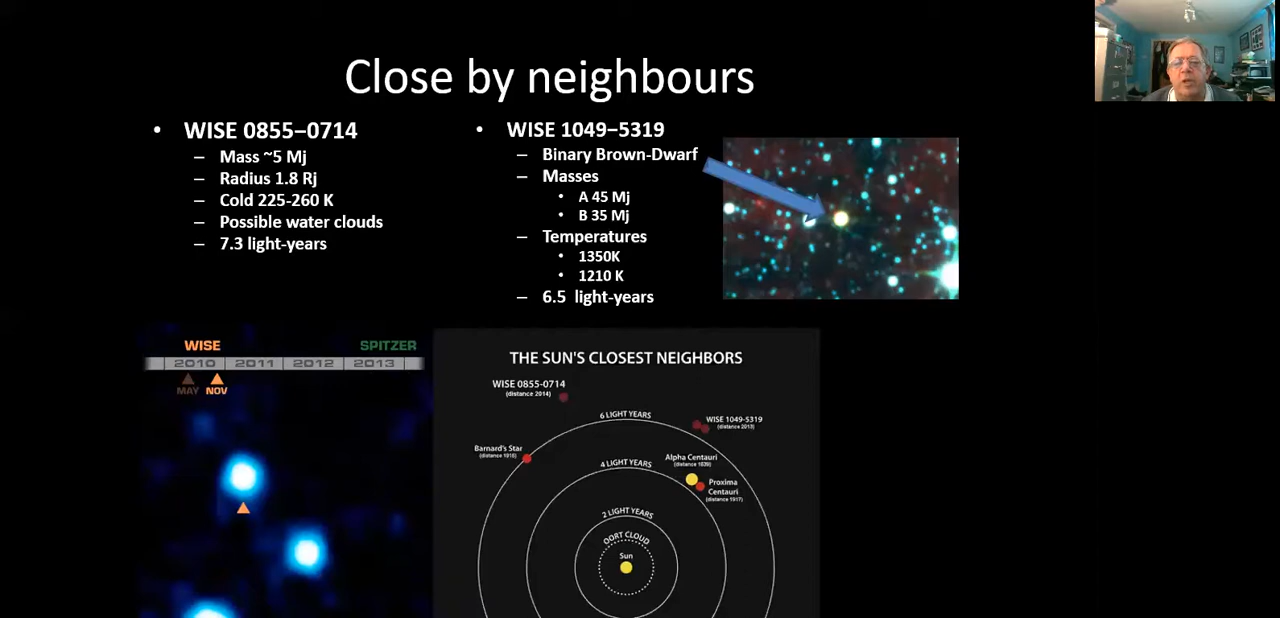 Close by neighbours
• WISE 0855–0714
– Mass ~5 Mj
– Radius 1.8 Rj
– Cold 225-260 K
– Possible water clouds
– 7.3 light-years
• WISE 1049–5319
– Binary Brown-Dwarf
– Masses
• A 45 Mj
• B 35 Mj
– Temperatures
• 1350K
• 1210 K
– 6.5 light-years
WISE
SPITZER
2010 2011 2012 2013
MAY NOV
THE SUN'S CLOSEST NEIGHBORS
WISE 0855-0714
(distance 2014)
6 LIGHT YEARS
WISE 1049-5319
(distance 2013)
Barnard's Star
(distance 1916)
Alpha Centauri
(distance 1839)
4 LIGHT YEARS
Proxima
Centauri
(distance 1917)
2 LIGHT YEARS
OORT CLOUD
Sun